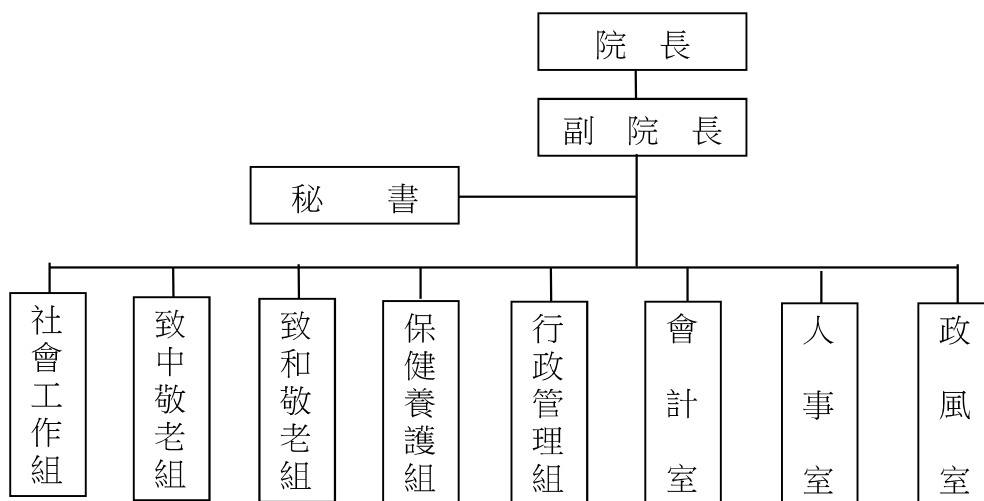 院長
副院長
秘書
社會工作組
致中敬老組
致和敬老組
保健養護組
行政管理組
會計室
人事室
政風室